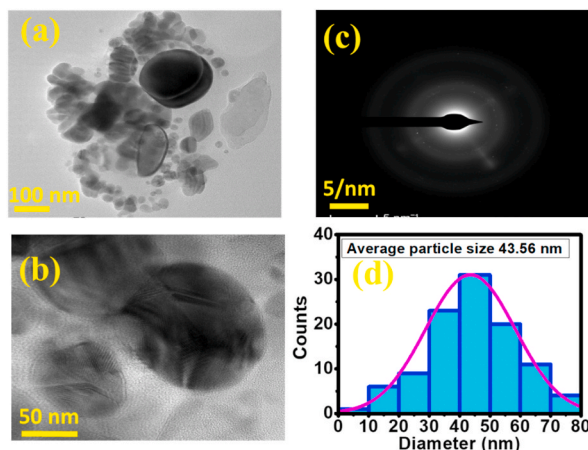 (a)
100 nm
(b)
50 nm
(c)
5/nm
(d)
Average particle size 43.56 nm
Counts
40
30
20
10
0
0 10 20 30 40 50 60 70 80
Diameter (nm)